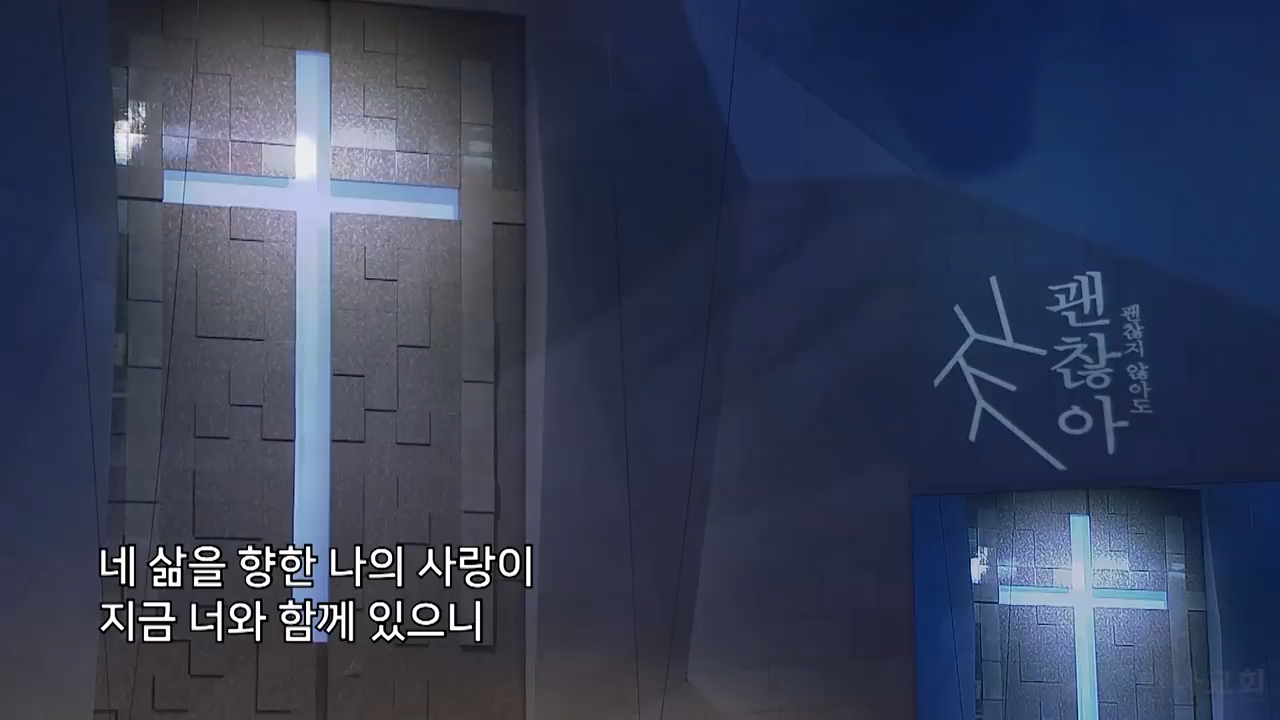 괜찮아
괜찮지 않아도
네 삶을 향한 나의 사랑이
지금 너와 함께 있으니